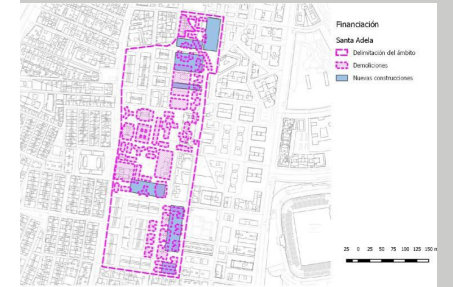 Financiación
Santa Adela
Delimitación del ámbito
Demoliciones
Nuevas construcciones
25 0 25 50 75 100 125 150 m